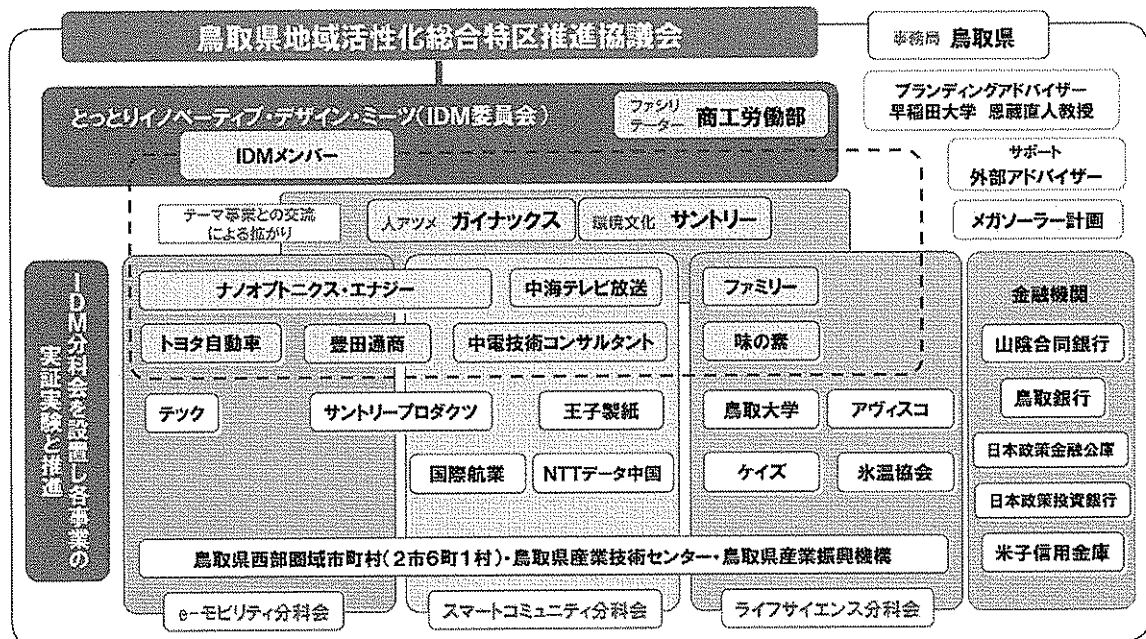 鳥取県地域活性化総合特区推進協議会
事務局 鳥取県
とっとりイノベーティブ・デザイン・ミーツ(IDM委員会)
ファシリ
テーター 商工労働部
ブランディングアドバイザー
早稲田大学 恩蔵直人教授
IDMメンバー
サポート
外部アドバイザー
テーマ事業との交流
による拡がり
人アツメ ガイナックス
環境文化 サントリー
メガソーラー計画
IDM分科会を設置し各事業の
実証実験と推進
ナノオプトニクス・エナジー
中海テレビ放送
ファミリー
金融機関
トヨタ自動車
豊田通商
中電技術コンサルタント
味の素
山陰合同銀行
テック
サントリープロダクツ
王子製紙
鳥取大学
アヴィスコ
鳥取銀行
国際航業
NTTデータ中国
ケイズ
氷温協会
日本政策金融公庫
日本政策投資銀行
鳥取県西部圏域市町村(2市6町1村)・鳥取県産業技術センター・鳥取県産業振興機構
米子信用金庫
e-モビリティ分科会
スマートコミュニティ分科会
ライフサイエンス分科会